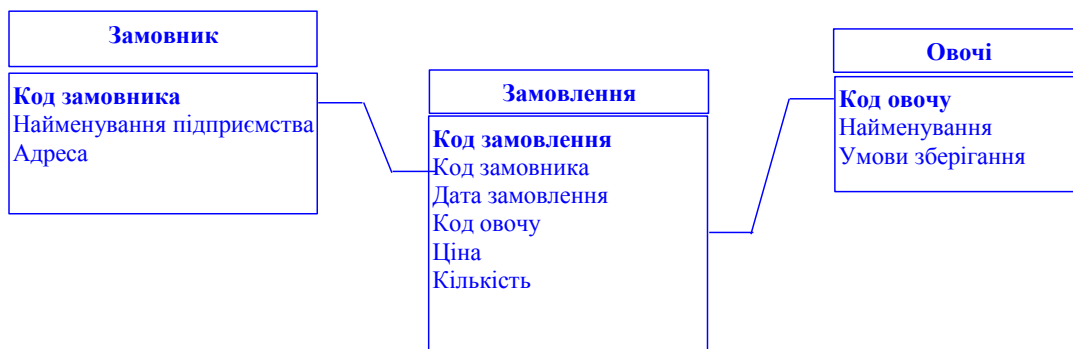 Замовник
Код замовника
Найменування підприємства
Адреса
Замовлення
Код замовлення
Код замовника
Дата замовлення
Код овочу
Ціна
Кількість
Овочі
Код овочу
Найменування
Умови зберігання